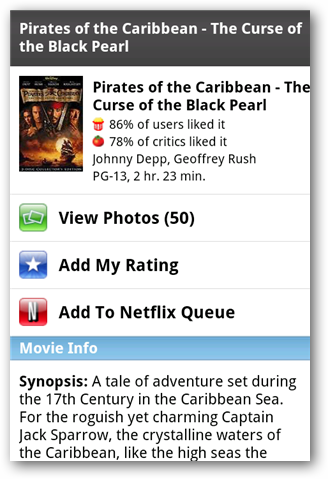 Pirates of the Caribbean - The Curse of
the Black Pearl
Pirates of the Caribbean - The
Curse of the Black Pearl
86% of users liked it
78% of critics liked it
Johnny Depp, Geoffrey Rush
PG-13, 2 hr. 23 min.
View Photos (50)
Add My Rating
N
Add To Netflix Queue
Movie Info
Synopsis: A tale of adventure set during
the 17th Century in the Caribbean Sea.
For the roguish yet charming Captain
Jack Sparrow, the crystalline waters of
the Caribbean, like the high seas the